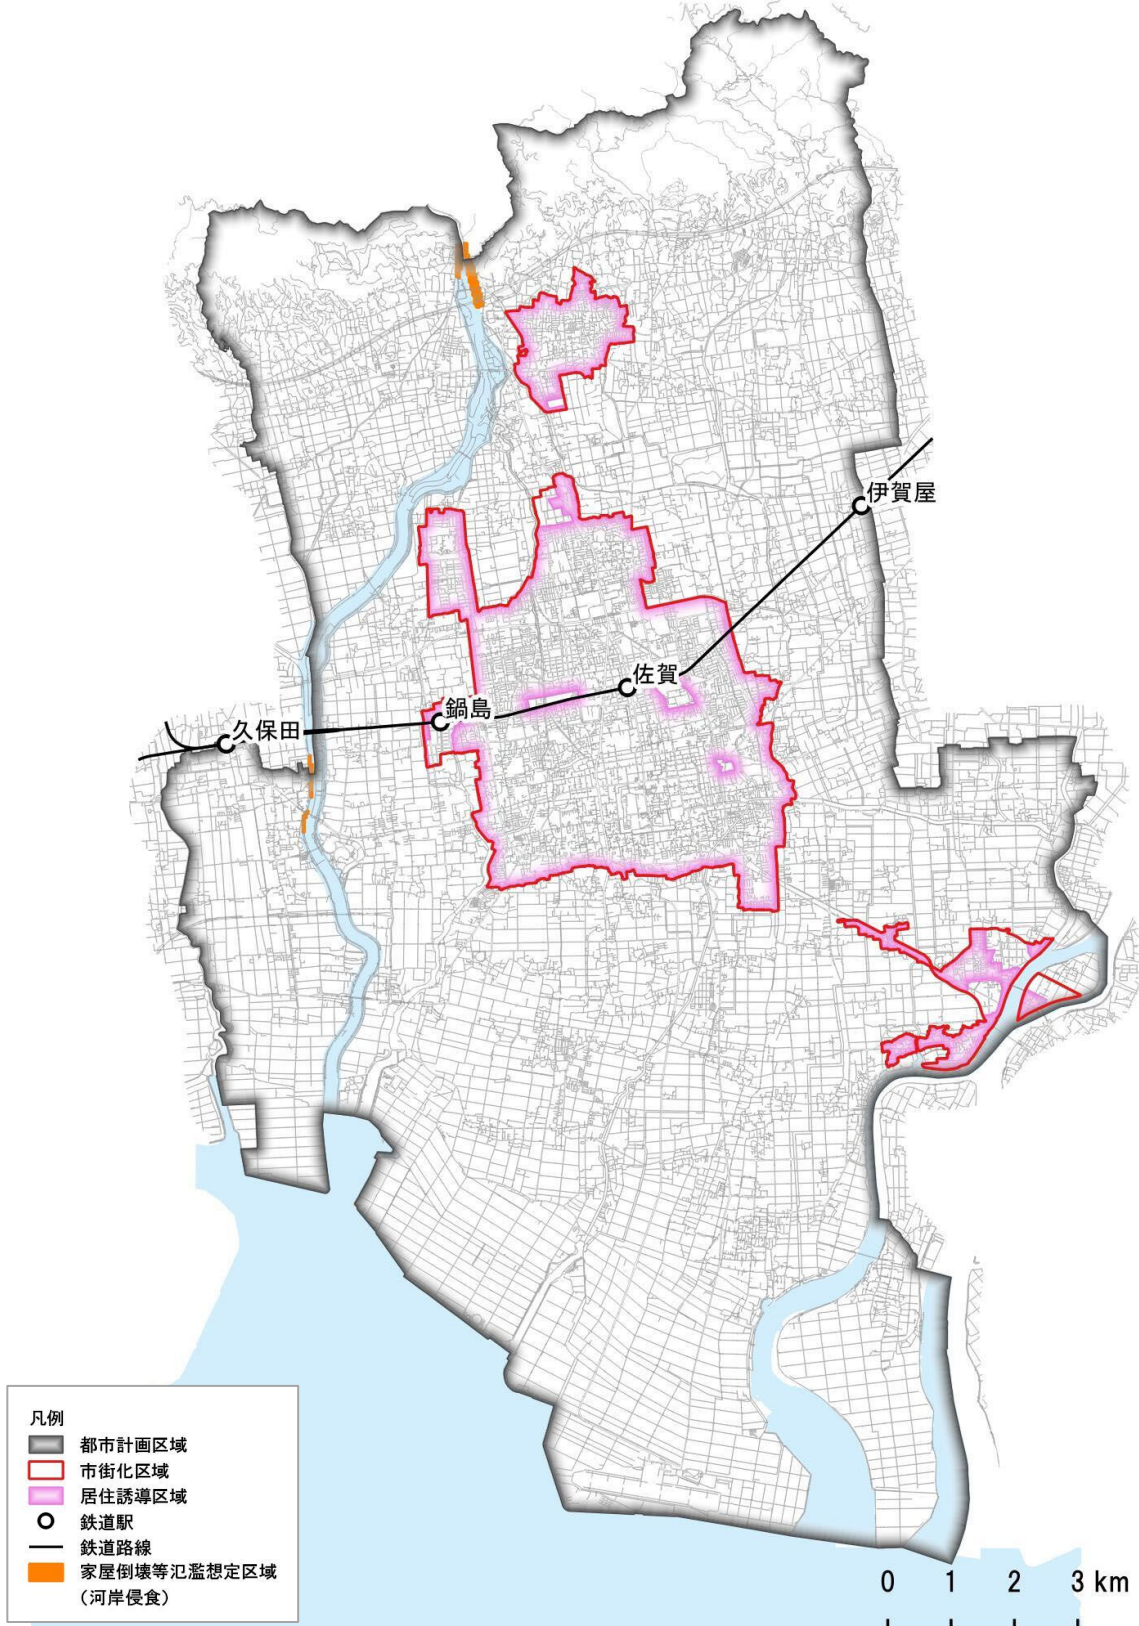 伊賀屋
佐賀
鍋島
久保田
凡例
都市計画区域
市街化区域
居住誘導区域
鉄道駅
鉄道路線
家屋倒壊等氾濫想定区域
（河岸侵食）
0 1 2 3 km